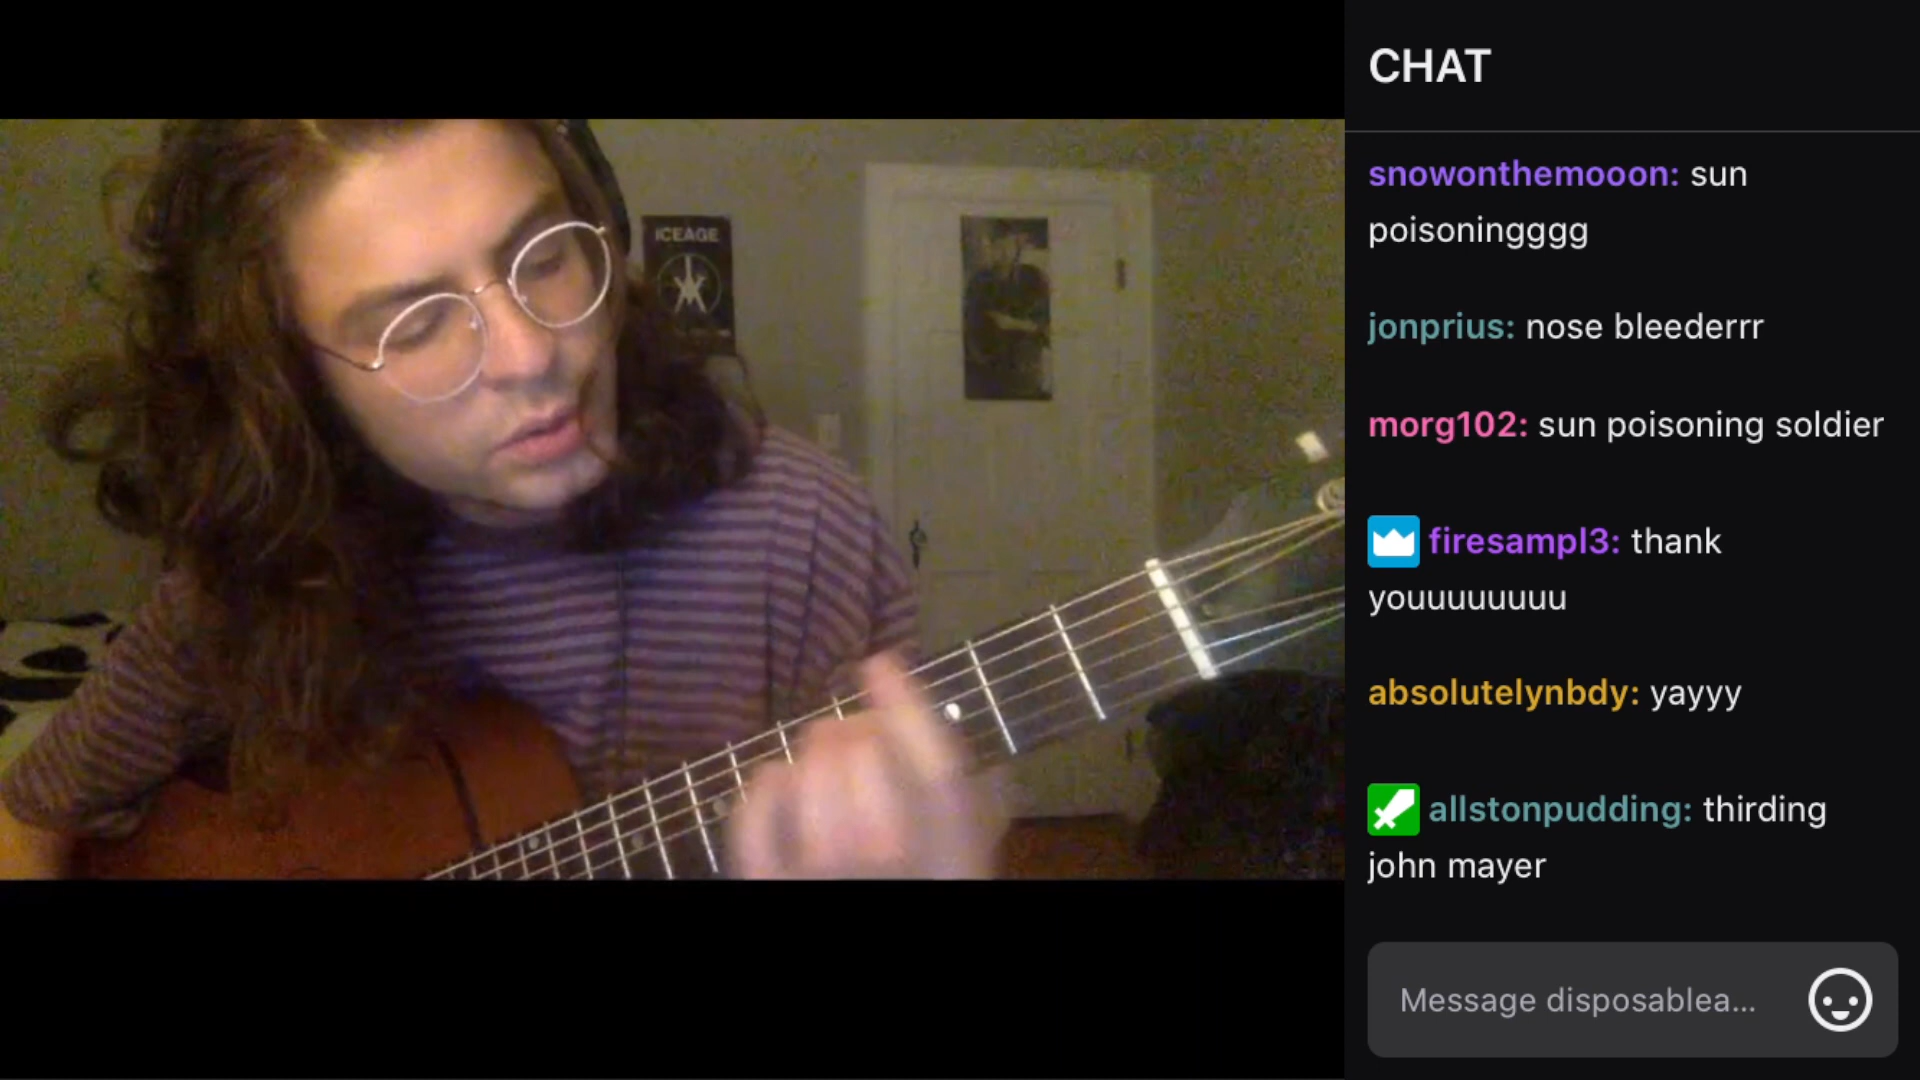 ICEAGE
CHAT
snowonthemooon: sun
poisoningggg
jonprius: nose bleederrr
morg102: sun poisoning soldier
firesampl3: thank
youuuuuuuu
absolutelynbdy: yayyy
allstonpudding: thirding
john mayer
Message disposablea...